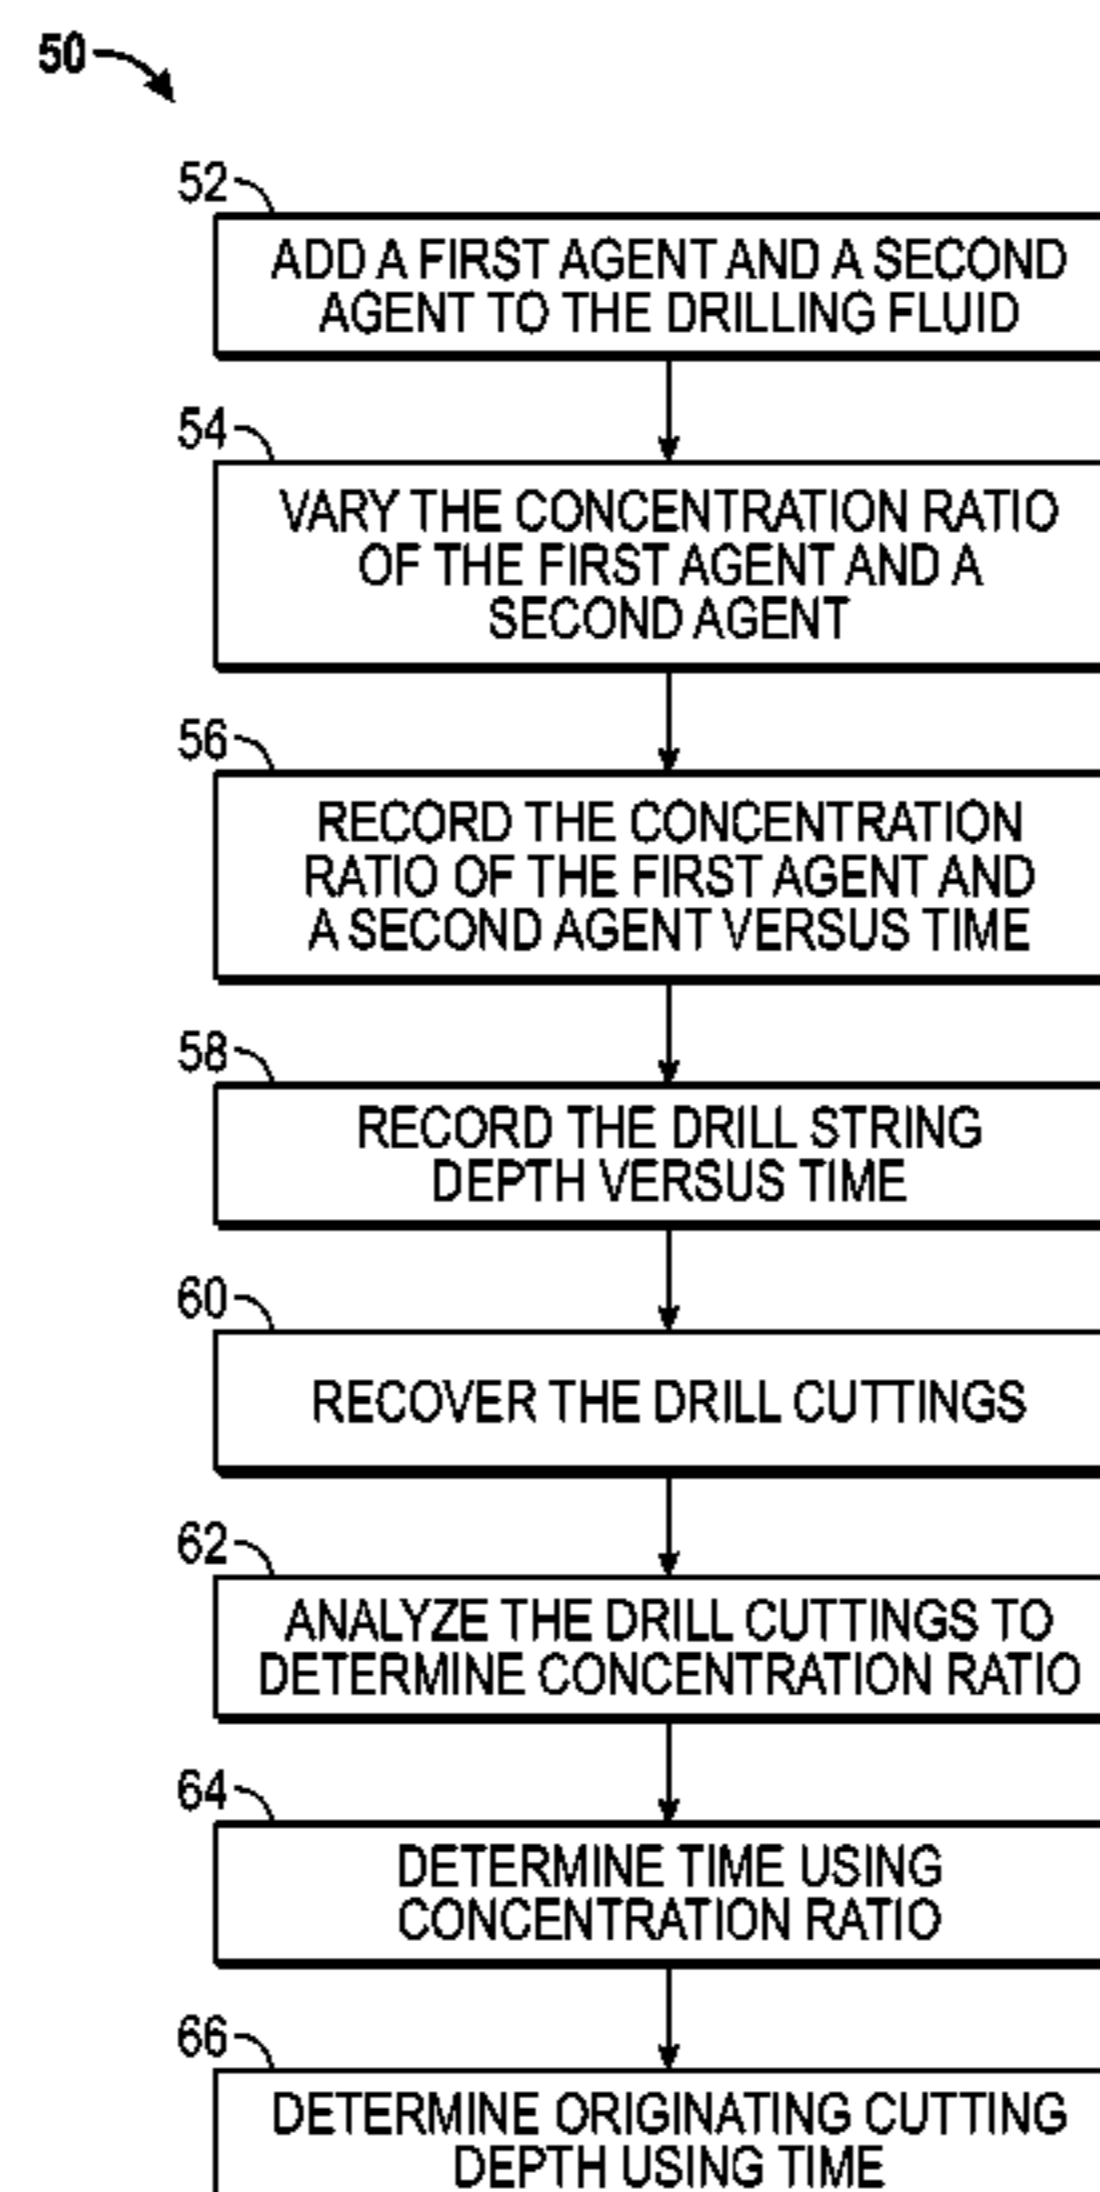 50
52
ADD A FIRST AGENT AND A SECOND
AGENT TO THE DRILLING FLUID
54
VARY THE CONCENTRATION RATIO
OF THE FIRST AGENT AND A
SECOND AGENT
56
RECORD THE CONCENTRATION
RATIO OF THE FIRST AGENT AND
A SECOND AGENT VERSUS TIME
58
RECORD THE DRILL STRING
DEPTH VERSUS TIME
60
RECOVER THE DRILL CUTTINGS
62
ANALYZE THE DRILL CUTTINGS TO
DETERMINE CONCENTRATION RATIO
64
DETERMINE TIME USING
CONCENTRATION RATIO
66
DETERMINE ORIGINATING CUTTING
DEPTH USING TIME